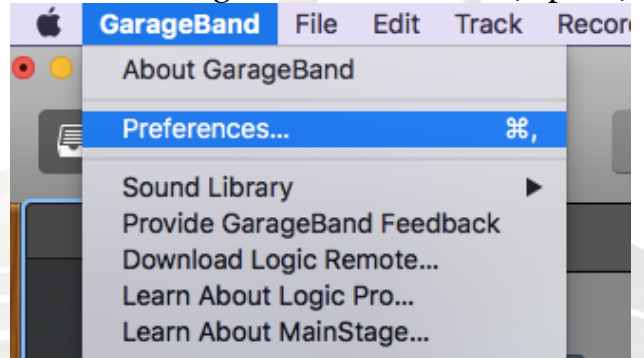 GarageBand File Edit Track Recor
About GarageBand
Preferences... ⌘,
Sound Library ▶
Provide GarageBand Feedback
Download Logic Remote...
Learn About Logic Pro...
Learn About MainStage...